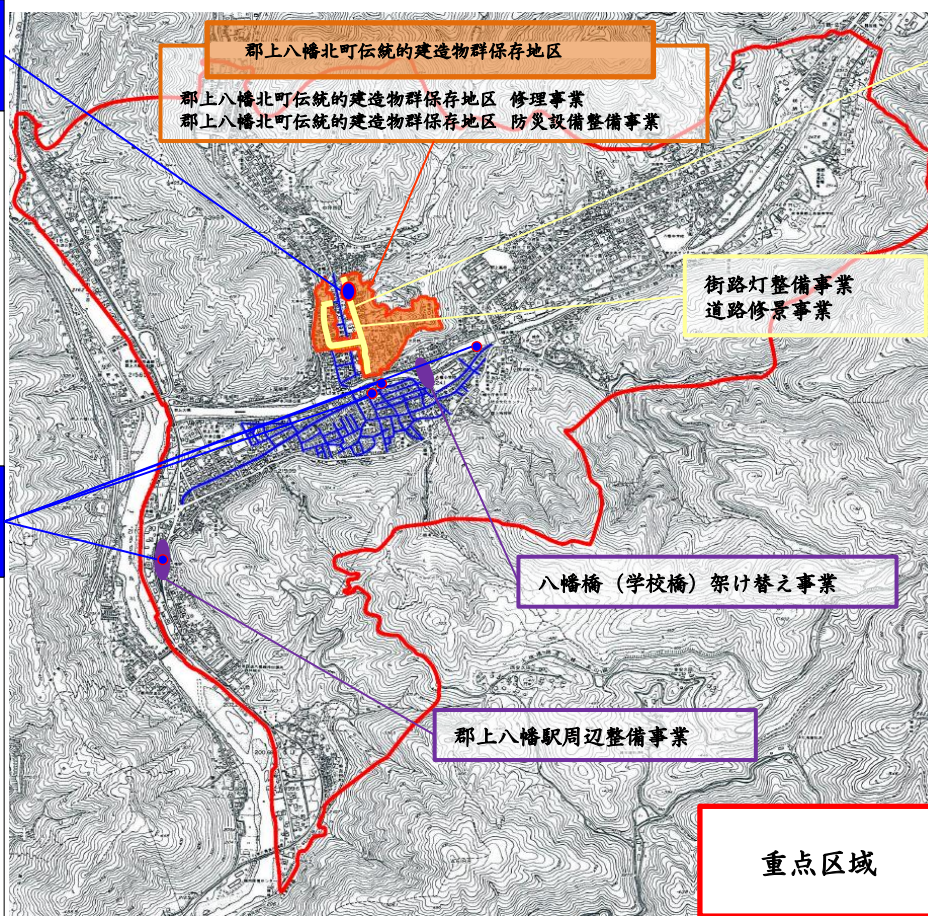 郡上八幡北町伝統的建造物群保存地区
郡上八幡北町伝統的建造物群保存地区 修理事業
郡上八幡北町伝統的建造物群保存地区 防災設備整備事業
街路灯整備事業
道路修景事業
八幡橋（学校橋）架け替え事業
郡上八幡駅周辺整備事業
重点区域